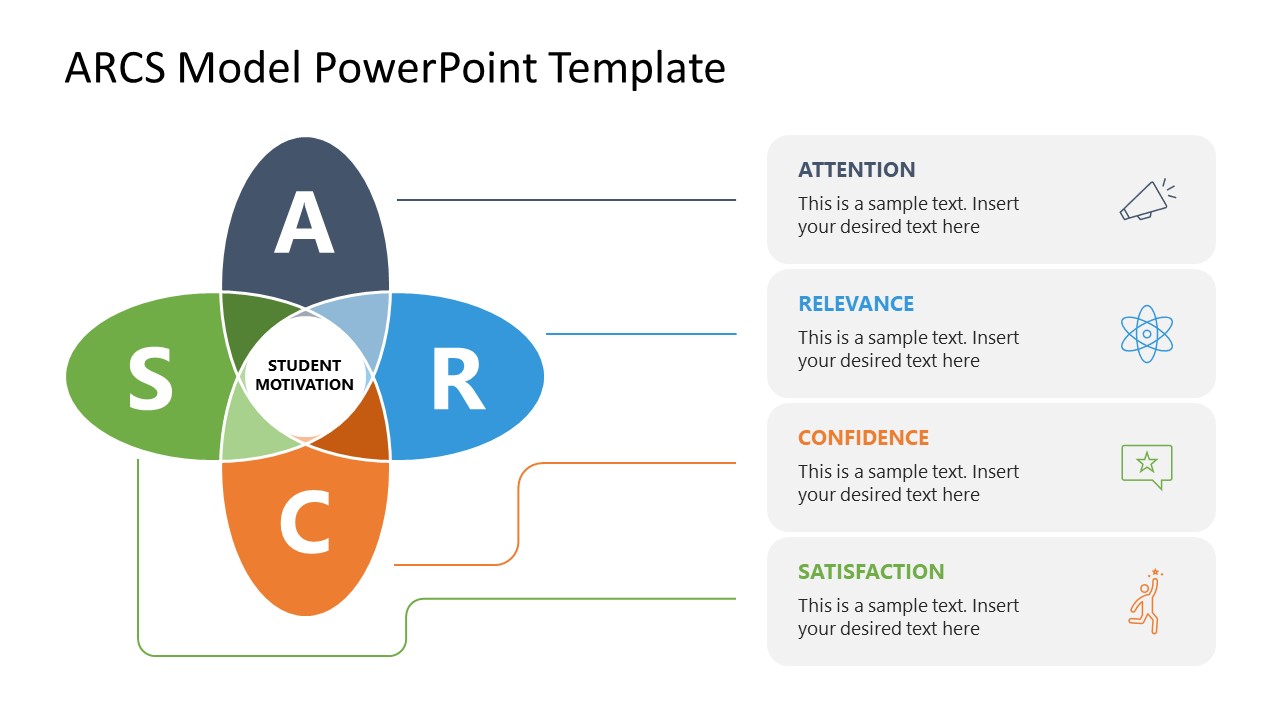 ARCS Model PowerPoint Template
A
S
STUDENT
MOTIVATION
R
C
ATTENTION
This is a sample text. Insert
your desired text here
RELEVANCE
This is a sample text. Insert
your desired text here
CONFIDENCE
This is a sample text. Insert
your desired text here
SATISFACTION
This is a sample text. Insert
your desired text here